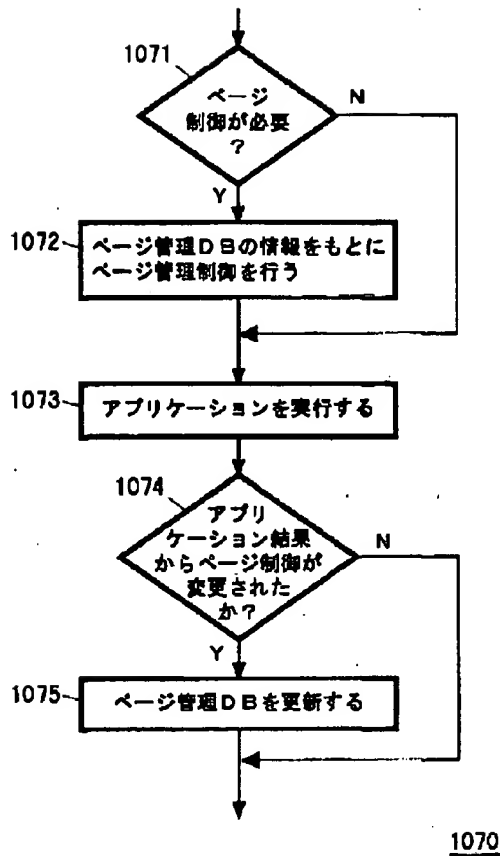 1071
ページ
制御が必要
?
N
Y
1072
ページ管理DBの情報をもとに
ページ管理制御を行う
1073
アプリケーションを実行する
1074
アプリ
ケーション結果
からページ制御が
変更された
か?
N
Y
1075
ページ管理DBを更新する
1070